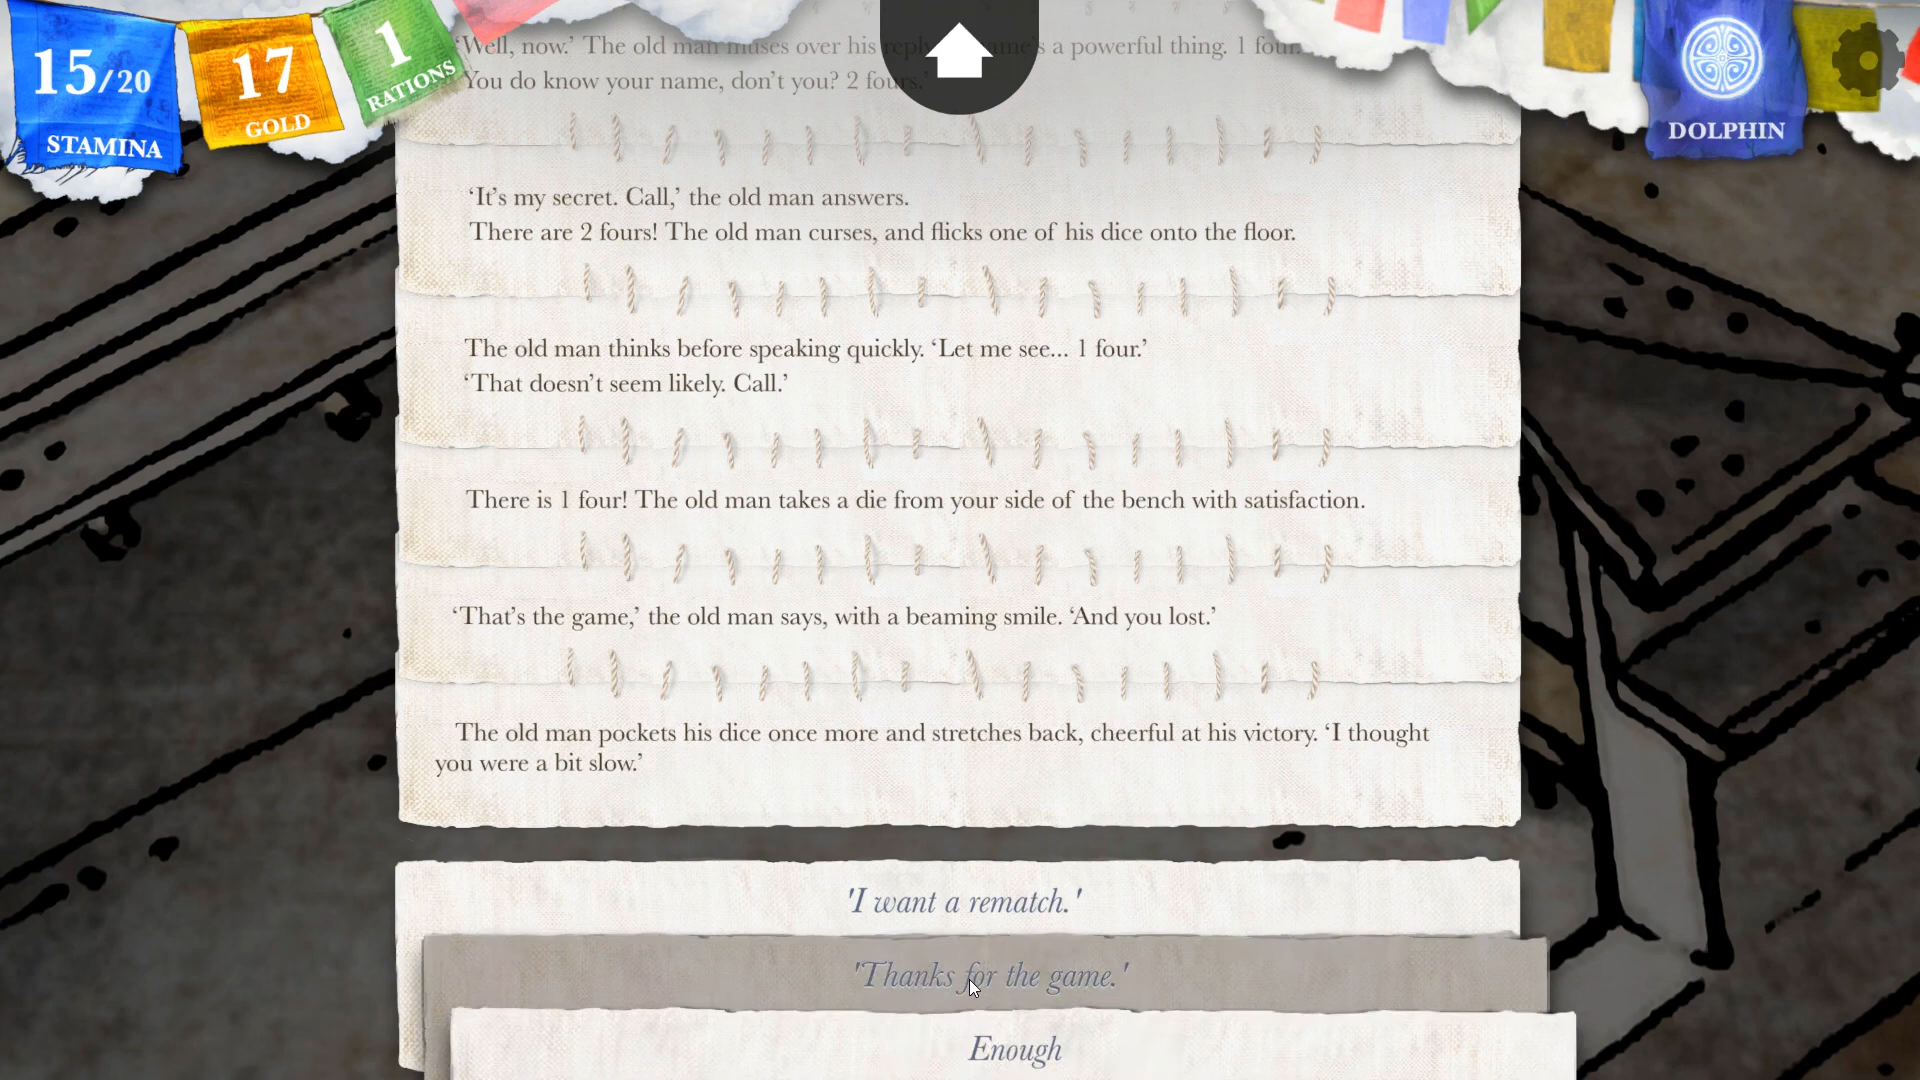 15/20
STAMINA
17
GOLD
1
RATIONS
DOLPHIN
‘Well, now.’ The old man muses over his reply. a powerful thing. 1 four.
You do know your name, don’t you? 2 fours.’
‘It’s my secret. Call,’ the old man answers.
There are 2 fours! The old man curses, and flicks one of his dice onto the floor.
The old man thinks before speaking quickly. ‘Let me see... 1 four.’
‘That doesn’t seem likely. Call.’
There is 1 four! The old man takes a die from your side of the bench with satisfaction.
‘That’s the game,’ the old man says, with a beaming smile. ‘And you lost.’
The old man pockets his dice once more and stretches back, cheerful at his victory. ‘I thought
you were a bit slow.’
'I want a rematch.'
'Thanks for the game.'
Enough